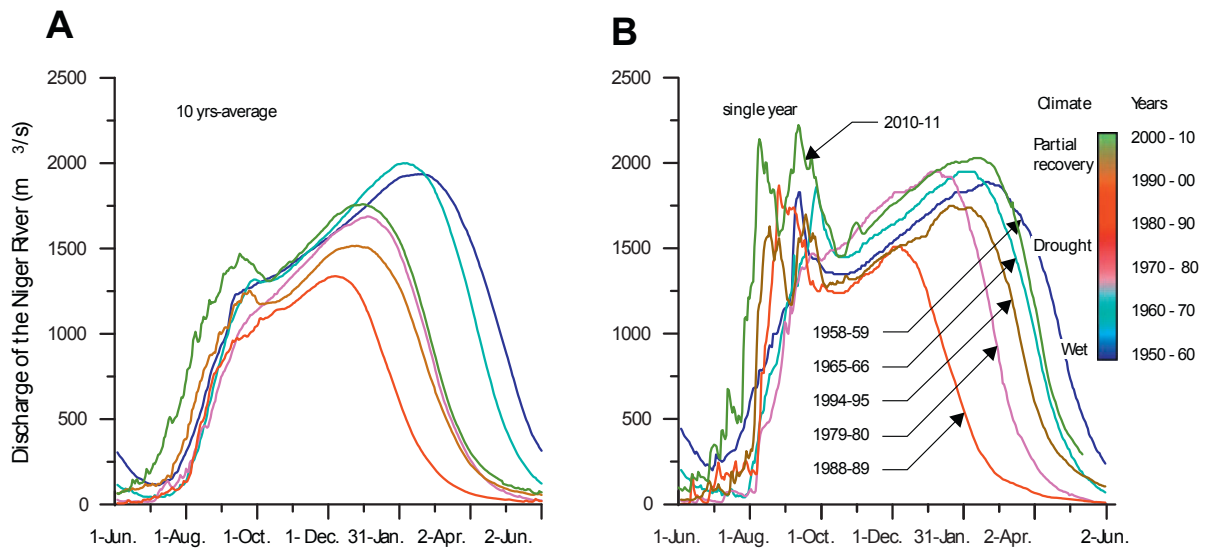 A
B
Discharge of the Niger River (m ³/s)
2500
2000
1500
1000
500
0
10 yrs-average
1-Jun.
1-Aug.
1-Oct.
1- Dec.
31-Jan.
2-Apr.
2-Jun.
2500
2000
1500
1000
500
0
single year
2010-11
1958-59
1965-66
1994-95
1979-80
1988-89
1-Jun.
1-Aug.
1-Oct.
1-Dec.
31-Jan.
2-Apr.
2-Jun.
Climate
Years
Partial
recovery
Drought
Wet
2000 - 10
1990 - 00
1980 - 90
1970 - 80
1960 - 70
1950 - 60